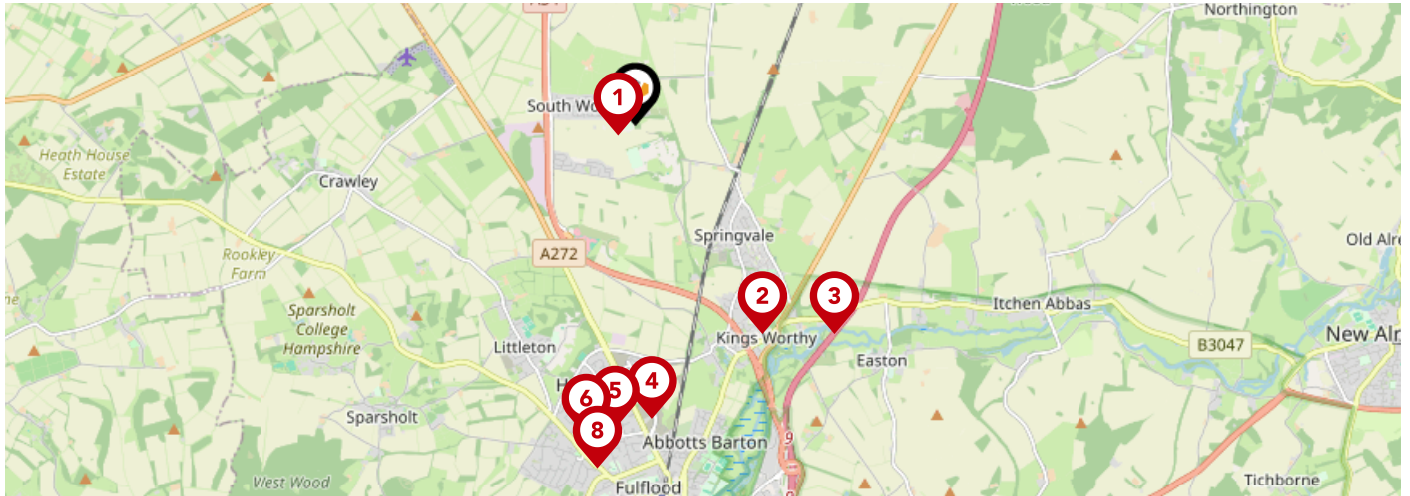 Northington
1
South Wo
Heath House
Estate
Crawley
Springvale
Old Alre
A272
Rookley
Farm
2
3
Itchen Abbas
Sparsholt
College
Hampshire
Kings Worthy
New Alr
Littleton
B3047
Easton
H
4
5
6
Sparsholt
8
Abbotts Barton
West Wood
Fulflood
Tichborne